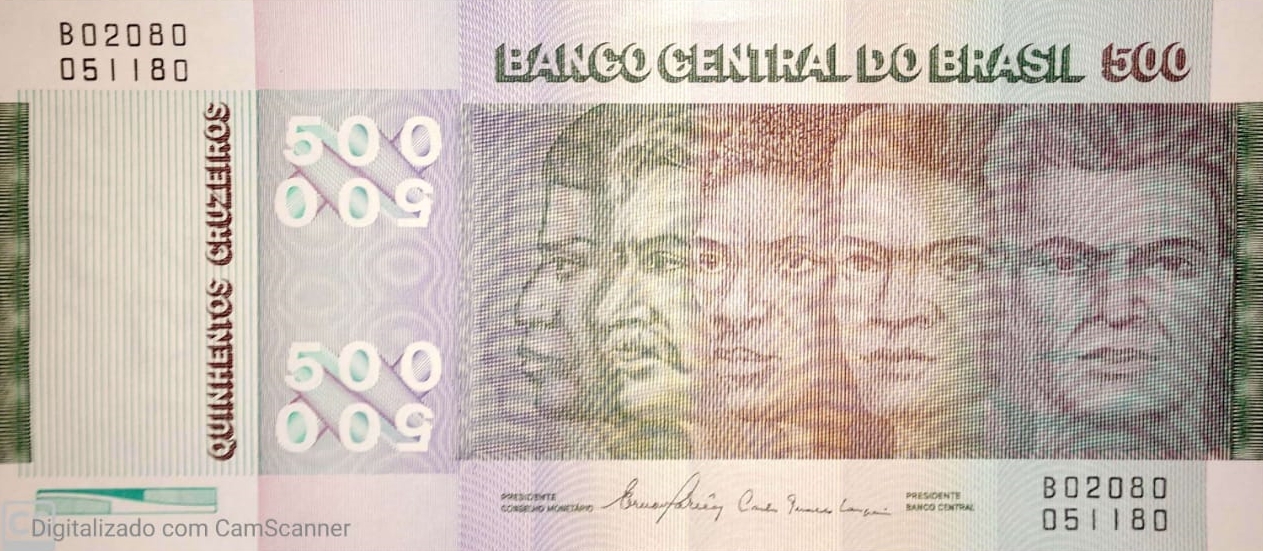 B02080
051180
BANCO CENTRAL DO BRASIL 500
QUINHENTOS CRUZEIROS
500
500
500
500
PRESIDENTE
CONSELHO MONETÁRIO
PRESIDENTE
BANCO CENTRAL
B02080
051180
Digitalizado com CamScanner